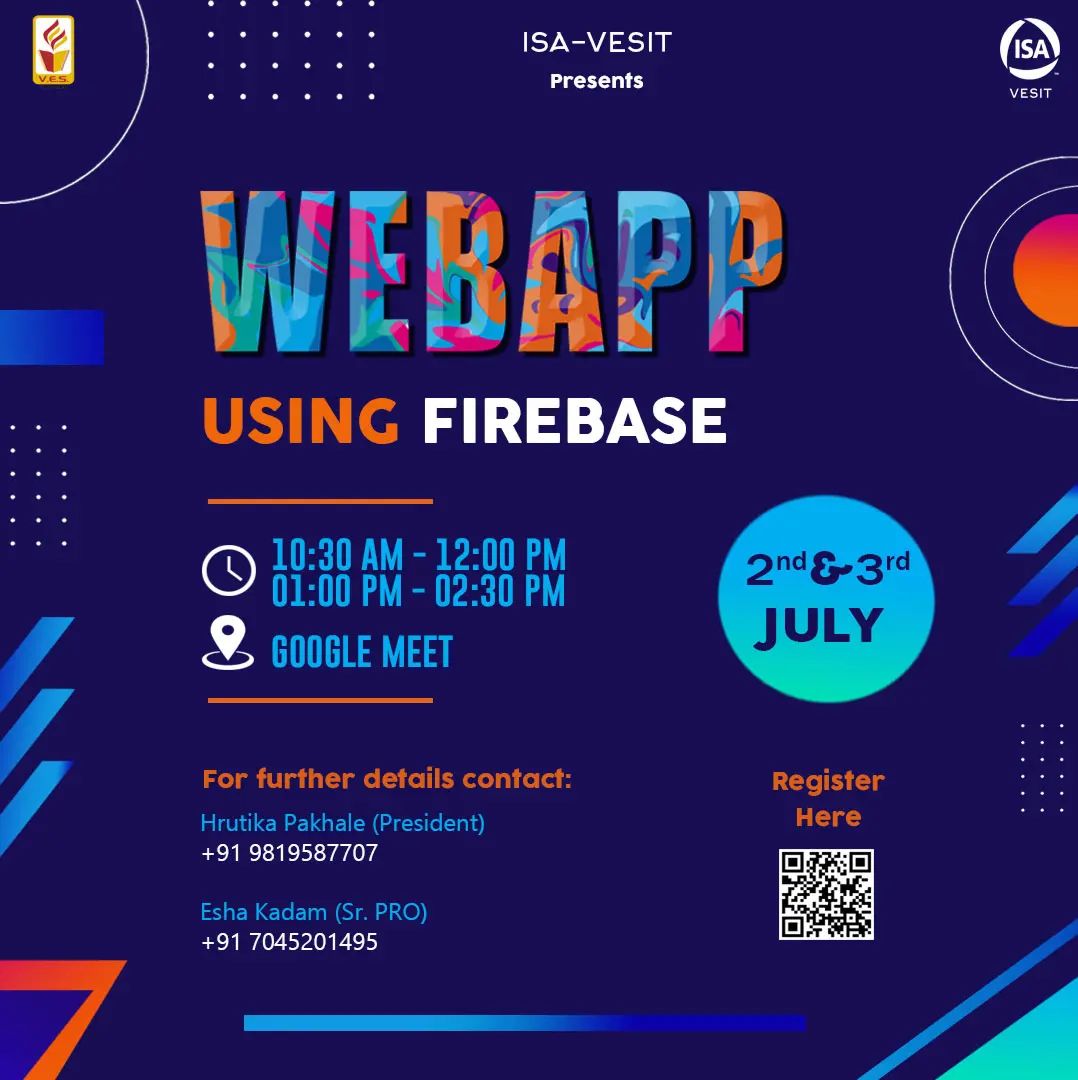 V.E.S.
ISA-VESIT
Presents
ISA
VESIT
WEBAPP
USING FIREBASE
10:30 AM - 12:00 PM
01:00 PM - 02:30 PM
GOOGLE MEET
2nd & 3rd
JULY
For further details contact:
Hrutika Pakhale (President)
+91 9819587707
Esha Kadam (Sr. PRO)
+91 7045201495
Register
Here